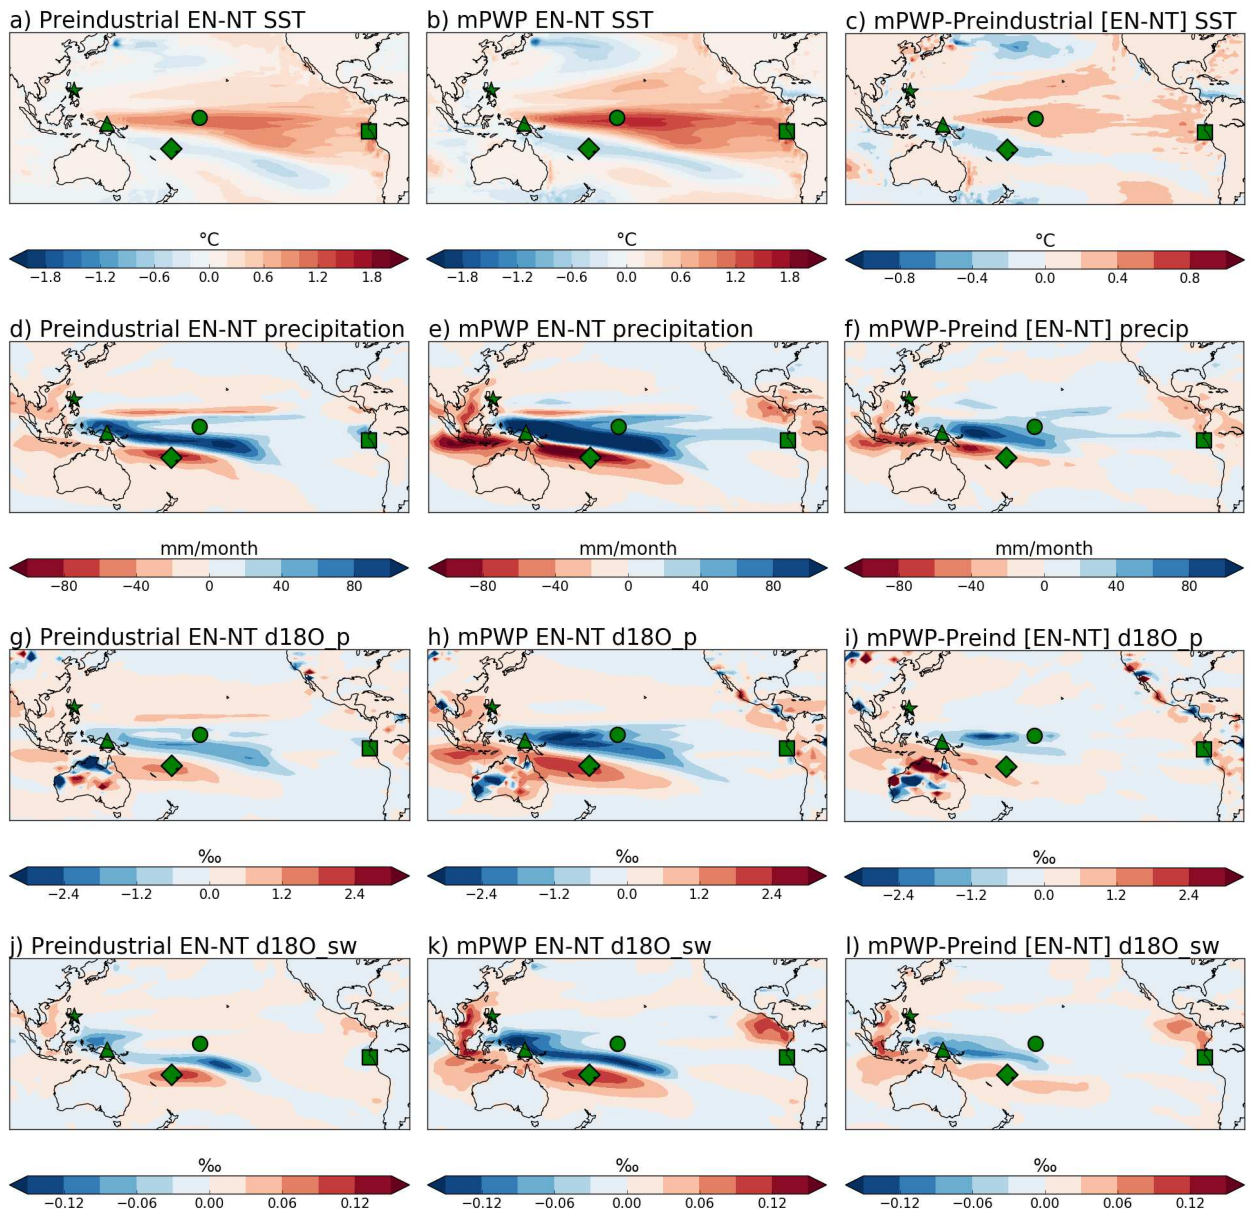 a) Preindustrial EN-NT SST
b) mPWP EN-NT SST
c) mPWP-Preindustrial [EN-NT] SST
°C
°C
°C
−1.8 −1.2 −0.6 0.0 0.6 1.2 1.8
−1.8 −1.2 −0.6 0.0 0.6 1.2 1.8
−0.8 −0.4 0.0 0.4 0.8
d) Preindustrial EN-NT precipitation
e) mPWP EN-NT precipitation
f) mPWP-Preind [EN-NT] precip
mm/month
mm/month
mm/month
−80 −40 0 40 80
−80 −40 0 40 80
−80 −40 0 40 80
g) Preindustrial EN-NT d18O_p
h) mPWP EN-NT d18O_p
i) mPWP-Preind [EN-NT] d18O_p
‰
‰
‰
−2.4 −1.2 0.0 1.2 2.4
−2.4 −1.2 0.0 1.2 2.4
−2.4 −1.2 0.0 1.2 2.4
j) Preindustrial EN-NT d18O_sw
k) mPWP EN-NT d18O_sw
l) mPWP-Preind [EN-NT] d18O_sw
‰
‰
‰
−0.12 −0.06 0.00 0.06 0.12
−0.12 −0.06 0.00 0.06 0.12
−0.12 −0.06 0.00 0.06 0.12